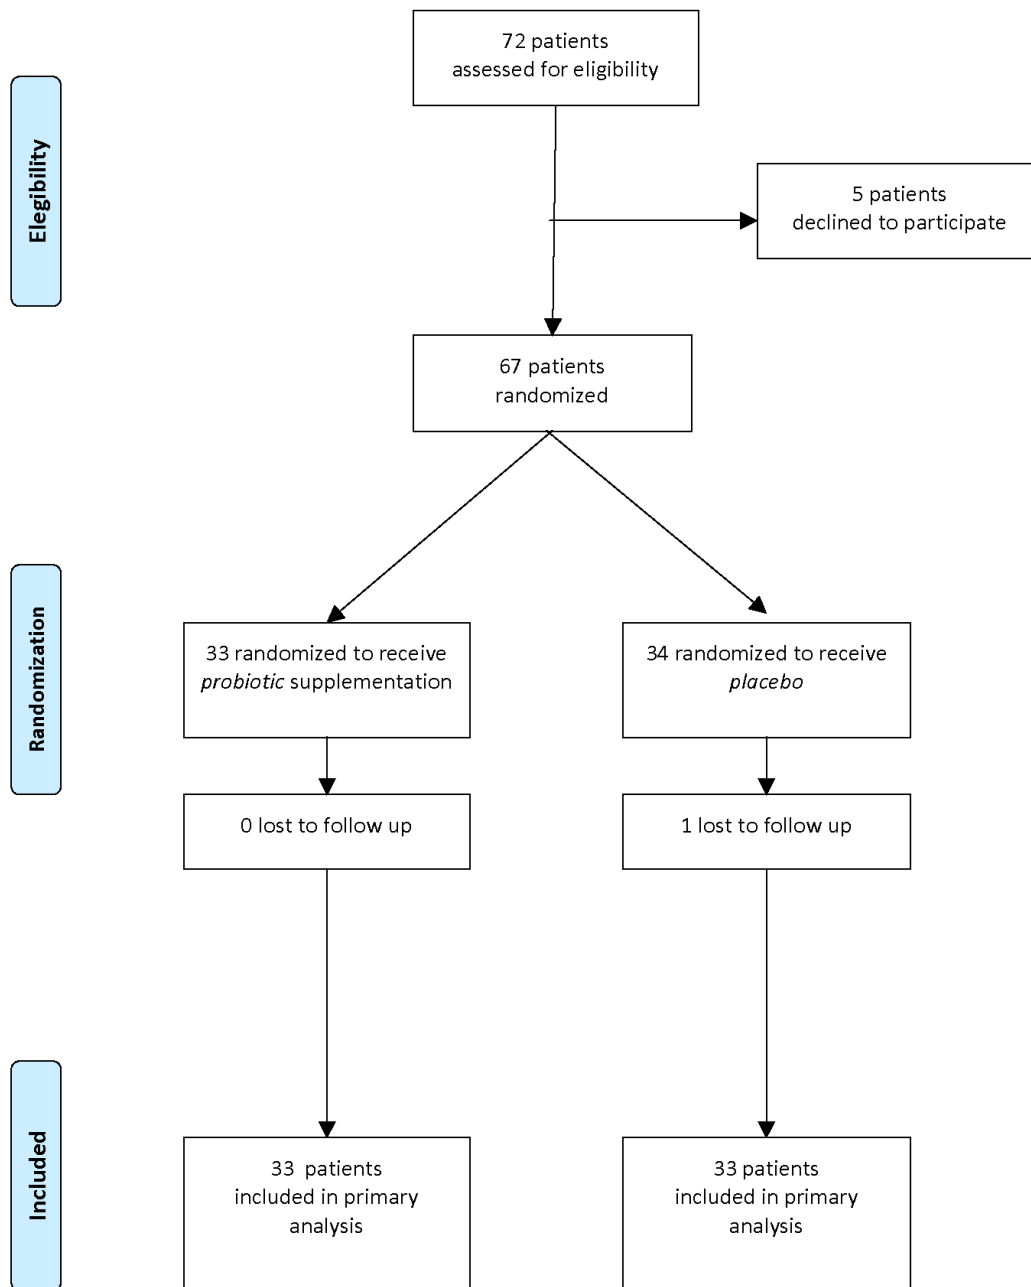 72 patients
assessed for eligibility
Elegibility
5 patients
declined to participate
67 patients
randomized
Randomization
33 randomized to receive
probiotic supplementation
34 randomized to receive
placebo
0 lost to follow up
1 lost to follow up
Included
33 patients
included in primary
analysis
33 patients
included in primary
analysis